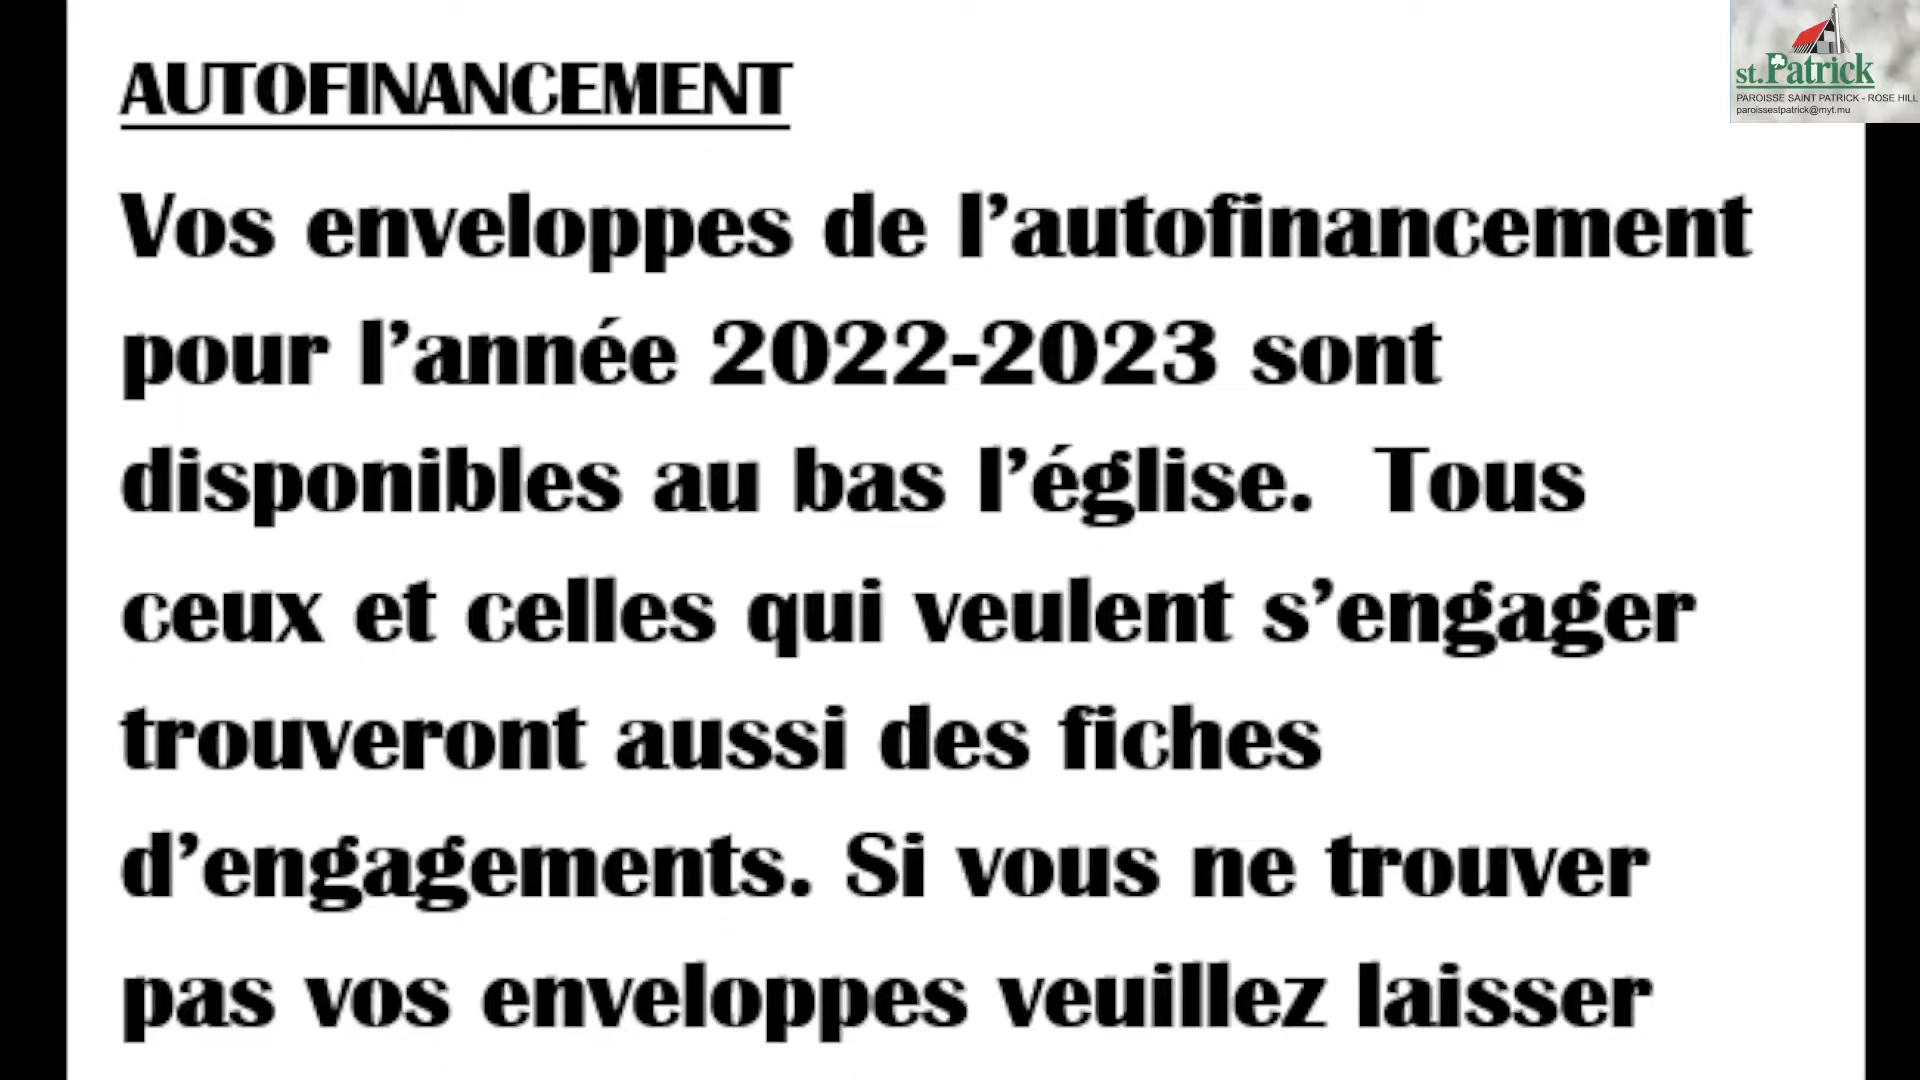 AUTOFINANCEMENT
st.Patrick
PAROISSE SAINT PATRICK - ROSE HILL
paroissestpatrick@myt.mu
Vos enveloppes de l’autofinancement
pour l’année 2022-2023 sont
disponibles au bas l’église.  Tous
ceux et celles qui veulent s’engager
trouveront aussi des fiches
d’engagements. Si vous ne trouver
pas vos enveloppes veuillez laisser